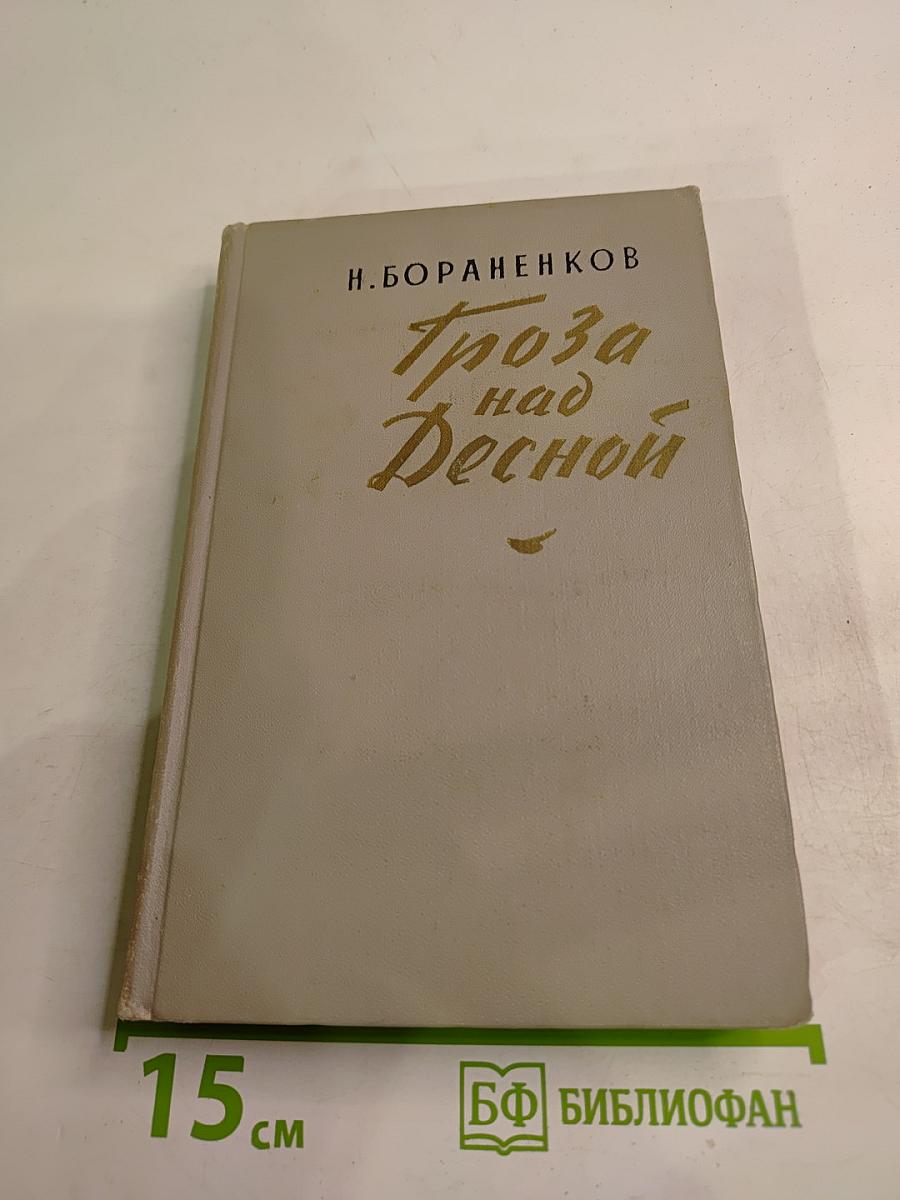 Н. БОРАНЕНКОВ
Гроза
над
Десной
15 см
БФ БИБЛИОФАН